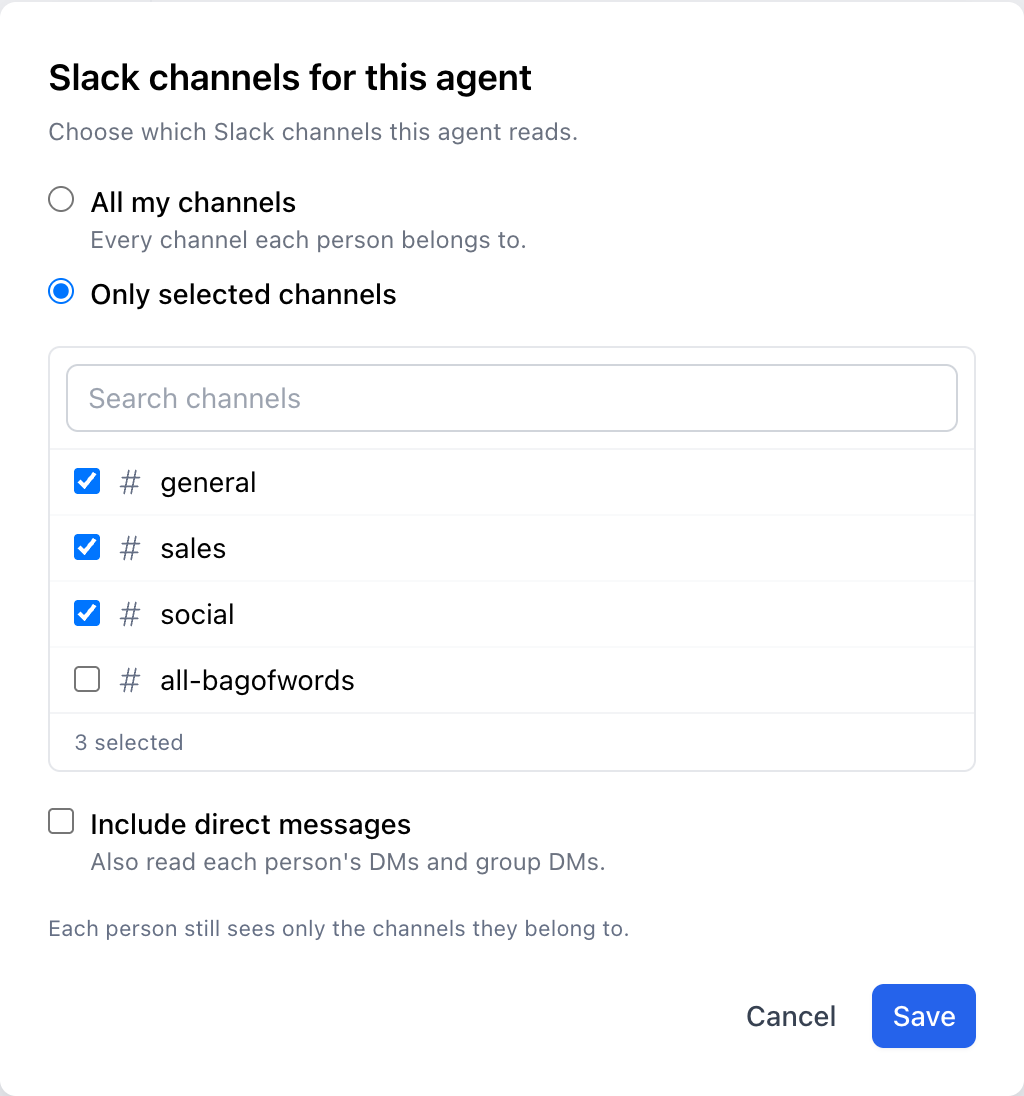 Slack channels for this agent
Choose which Slack channels this agent reads.
All my channels
Every channel each person belongs to.
Only selected channels
Search channels
# general
# sales
# social
# all-bagofwords
3 selected
Include direct messages
Also read each person's DMs and group DMs.
Each person still sees only the channels they belong to.
Cancel Save